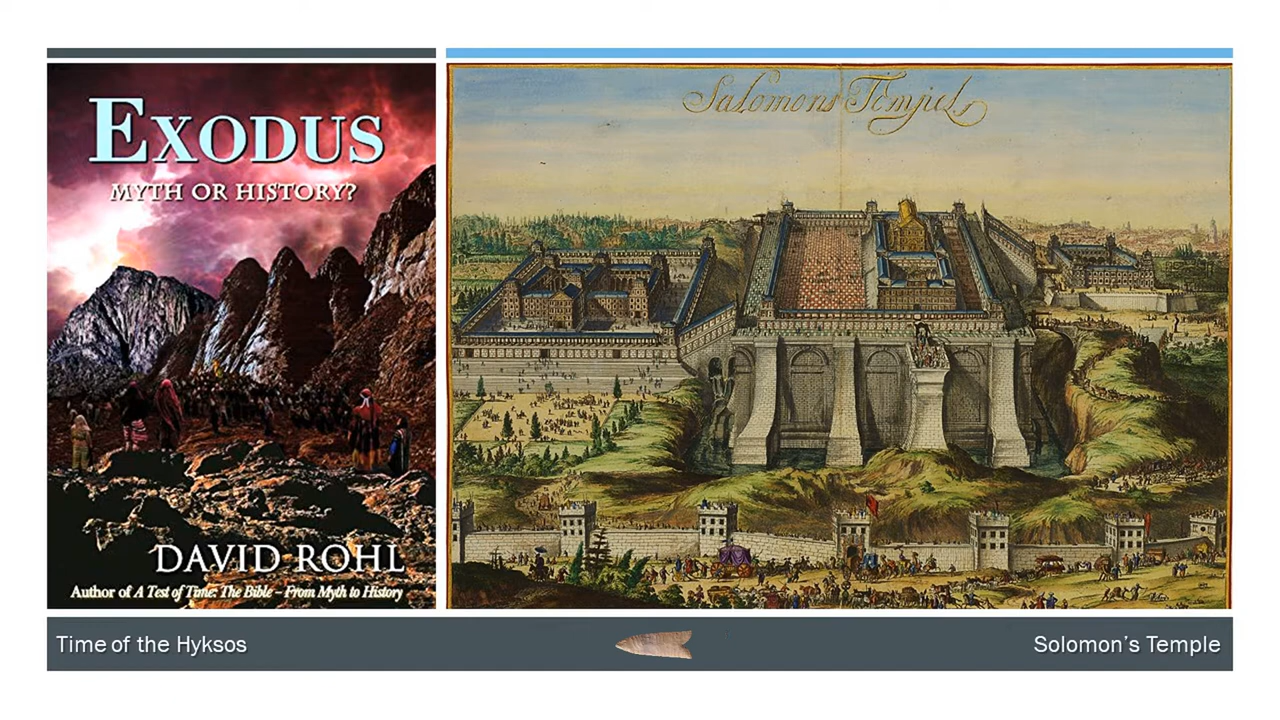 EXODUS
MYTH OR HISTORY?
DAVID ROHL
Author of A Test of Time: The Bible – From Myth to History
Salomons Tempel
Time of the Hyksos
Solomon's Temple